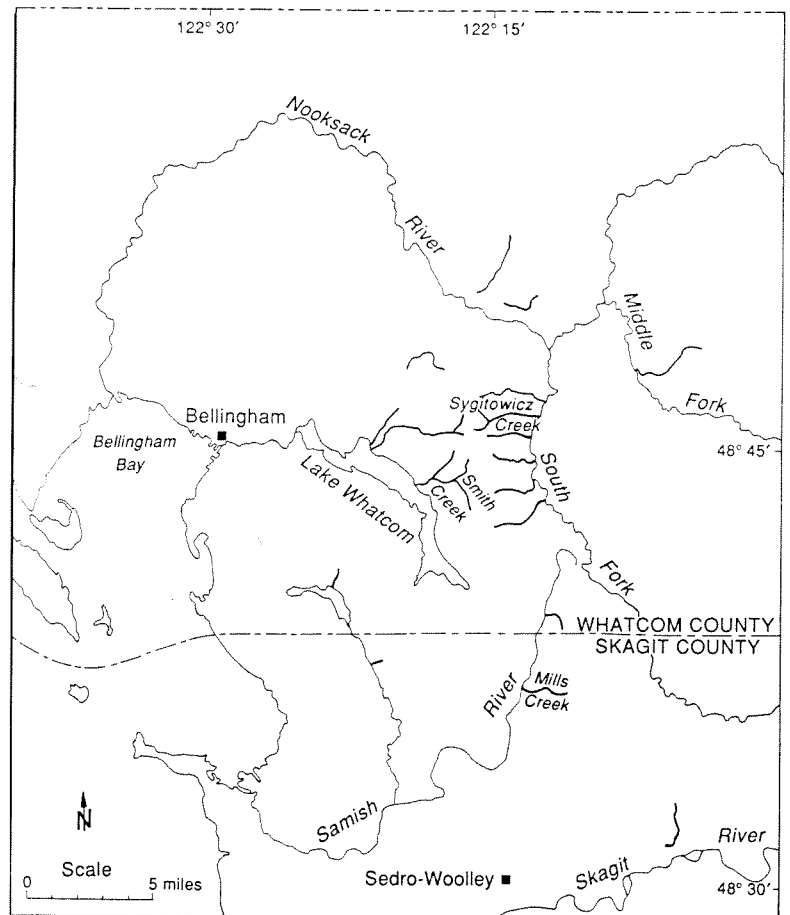 122° 30′
122° 15′
Nooksack
River
Middle
Fork
Sygitowicz
Creek
Bellingham
Bellingham
Bay
48° 45′
South
Fork
Lake Whatcom
Smith
Creek
WHATCOM COUNTY
SKAGIT COUNTY
Mills
Creek
River
Samish
N
Scale
0
5 miles
Sedro-Woolley
Skagit
River
48° 30′